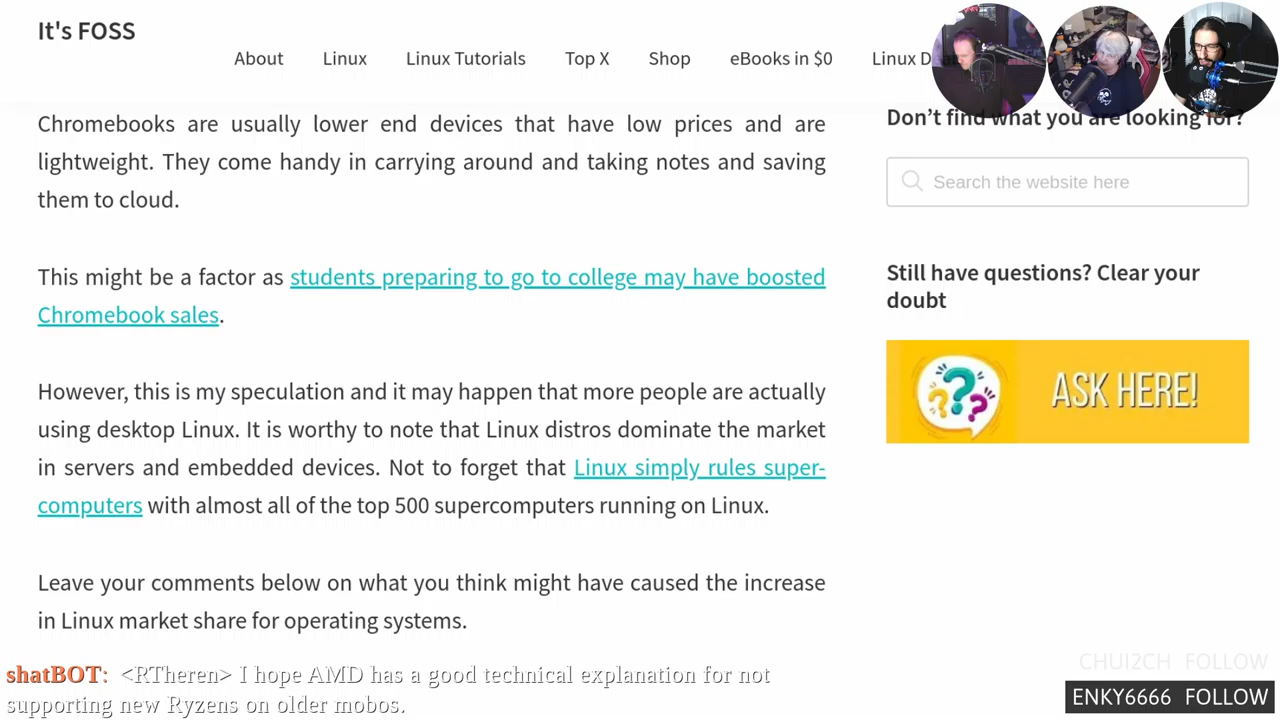 It's FOSS
About Linux Linux Tutorials Top X Shop eBooks in $0 Linux
Chromebooks are usually lower end devices that have low prices and are
lightweight. They come handy in carrying around and taking notes and saving
them to cloud.
This might be a factor as students preparing to go to college may have boosted
Chromebook sales.
However, this is my speculation and it may happen that more people are actually
using desktop Linux. It is worthy to note that Linux distros dominate the market
in servers and embedded devices. Not to forget that Linux simply rules super-
computers with almost all of the top 500 supercomputers running on Linux.
Leave your comments below on what you think might have caused the increase
in Linux market share for operating systems.
Don't find what you are looking for?
Search the website here
Still have questions? Clear your
doubt
ASK HERE!
shatBOT: <RTheren> I hope AMD has a good technical explanation for not
supporting new Ryzens on older mobos.
CHUI2CH FOLLOW
ENKY6666 FOLLOW